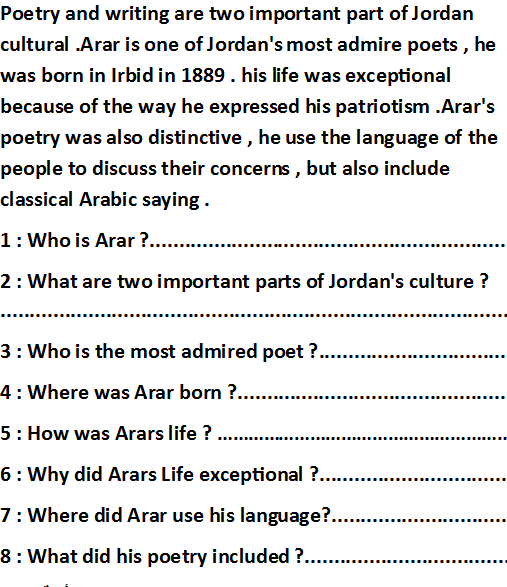 Poetry and writing are two important part of Jordan
cultural .Arar is one of Jordan's most admire poets , he
was born in Irbid in 1889 . his life was exceptional
because of the way he expressed his patriotism .Arar's
poetry was also distinctive , he use the language of the
people to discuss their concerns , but also include
classical Arabic saying .
1 : Who is Arar ?............................................................
2 : What are two important parts of Jordan's culture ?
.......................................................................................
3 : Who is the most admired poet ?................................
4 : Where was Arar born ?..............................................
5 : How was Arars life ? ..................................................
6 : Why did Arars Life exceptional ?................................
7 : Where did Arar use his language?..............................
8 : What did his poetry included ?...................................